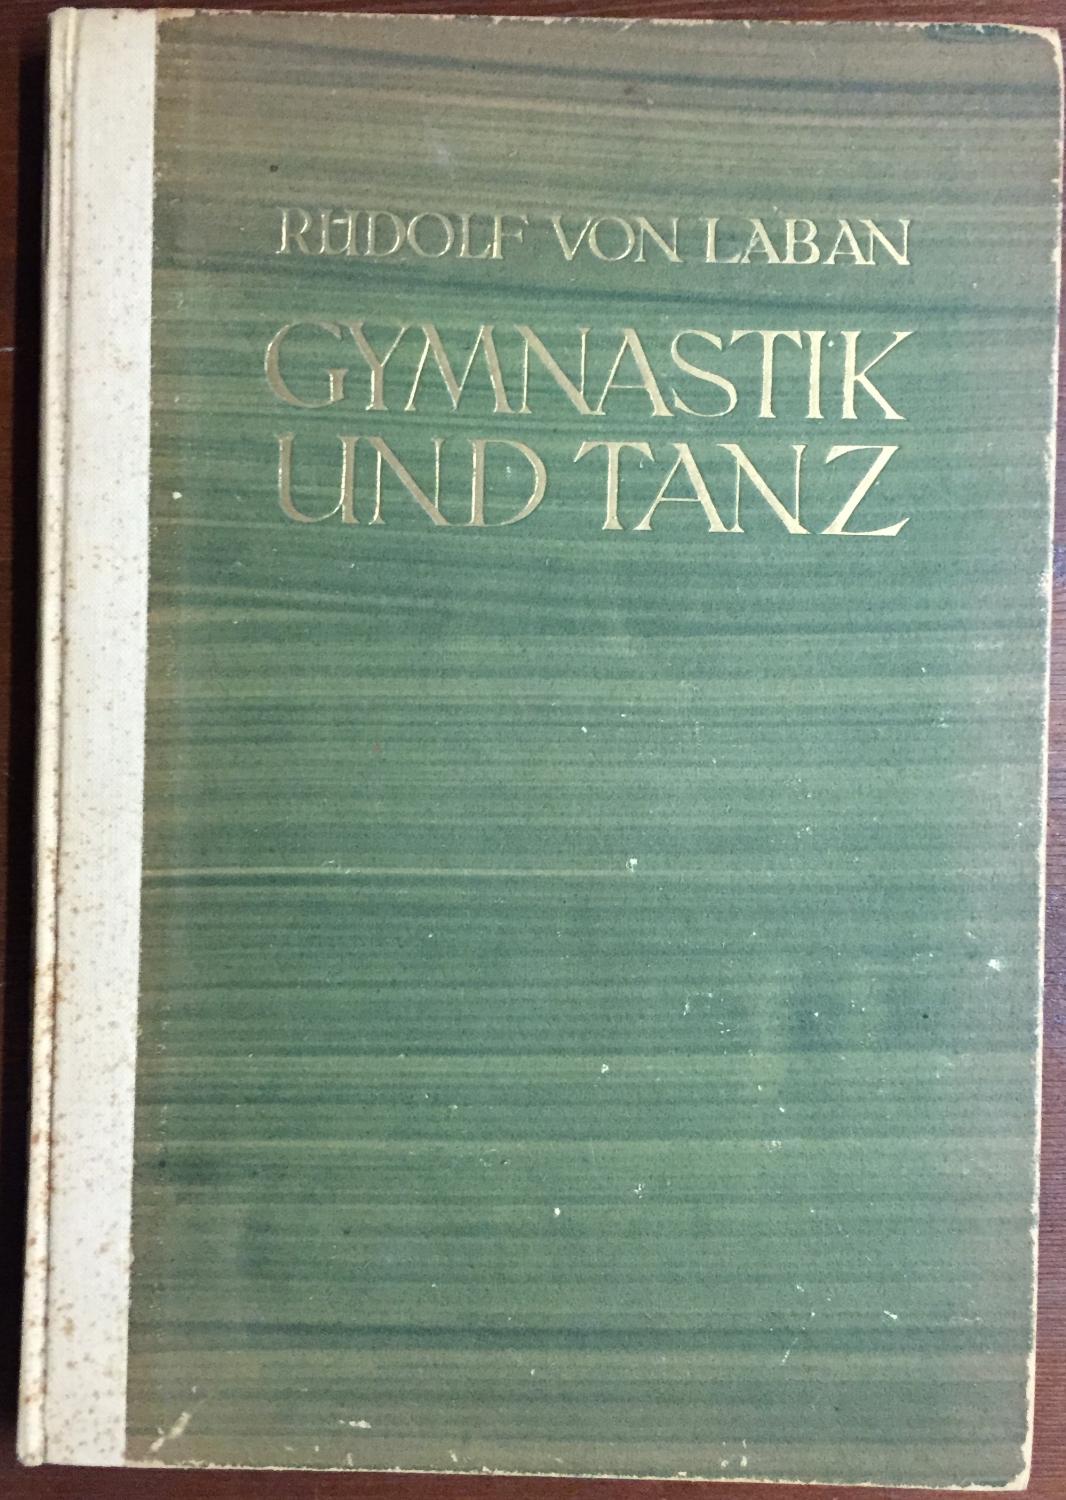 RUDOLF VON LABAN
GYMNASTIK
UND TANZ